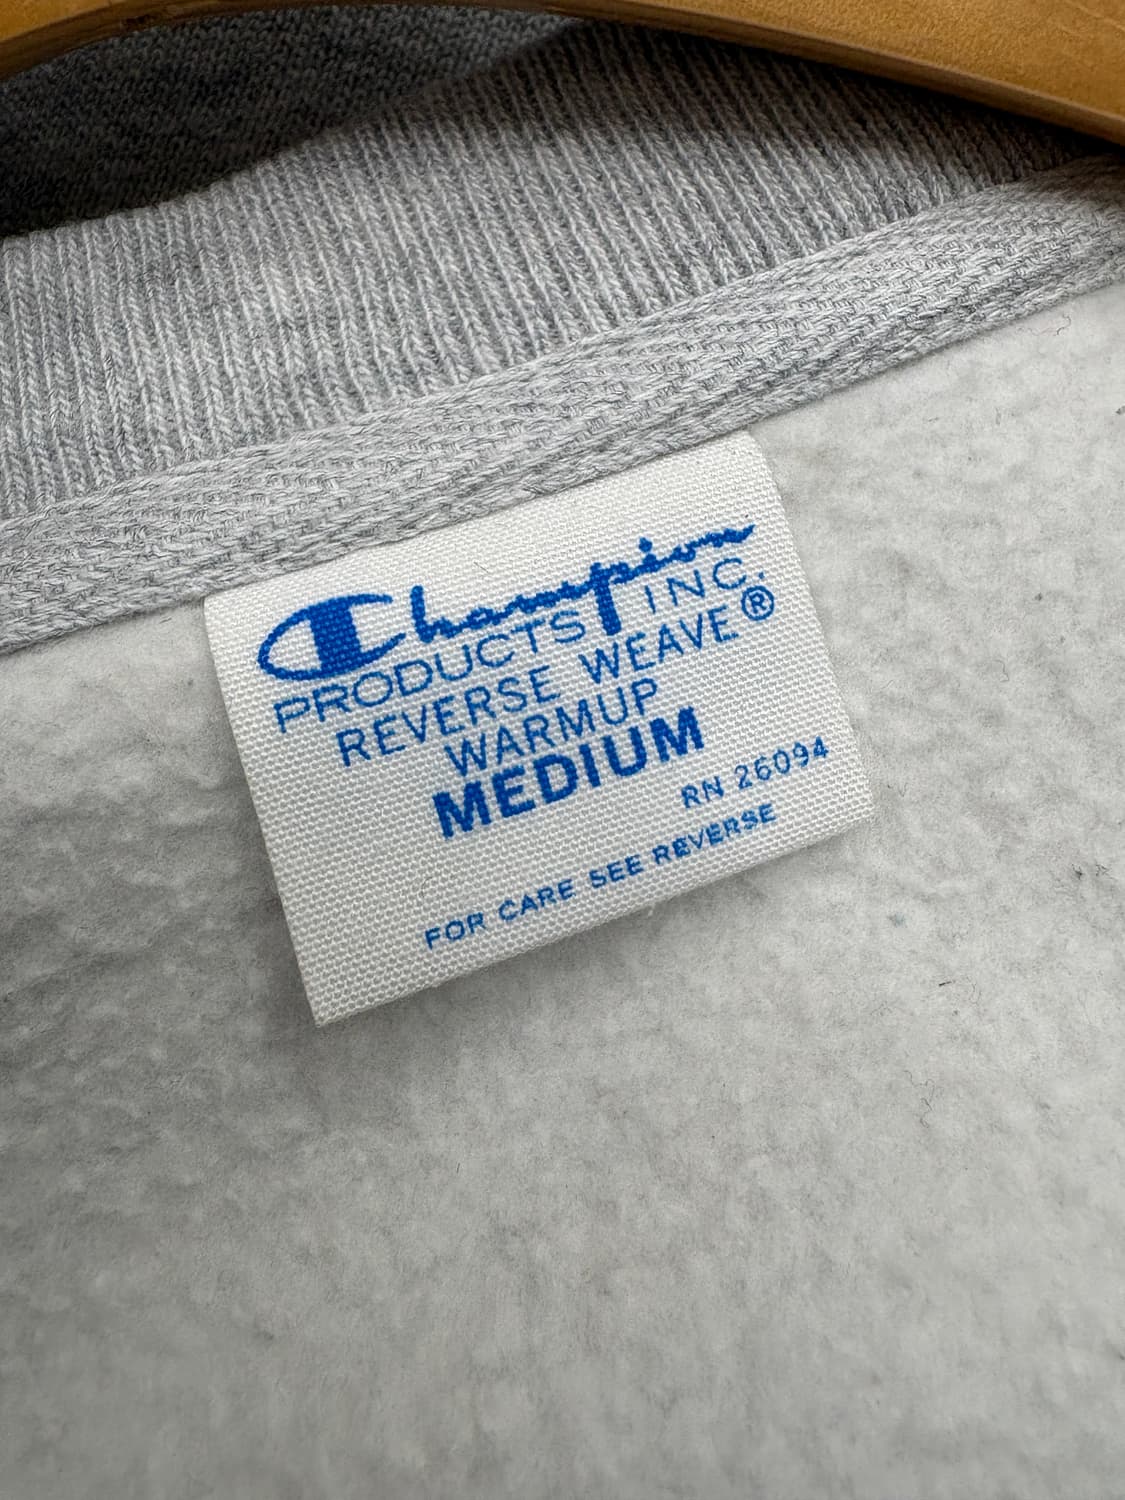 Champion
PRODUCTS INC.
REVERSE WEAVE®
WARMUP
MEDIUM
RN 26094
FOR CARE SEE REVERSE